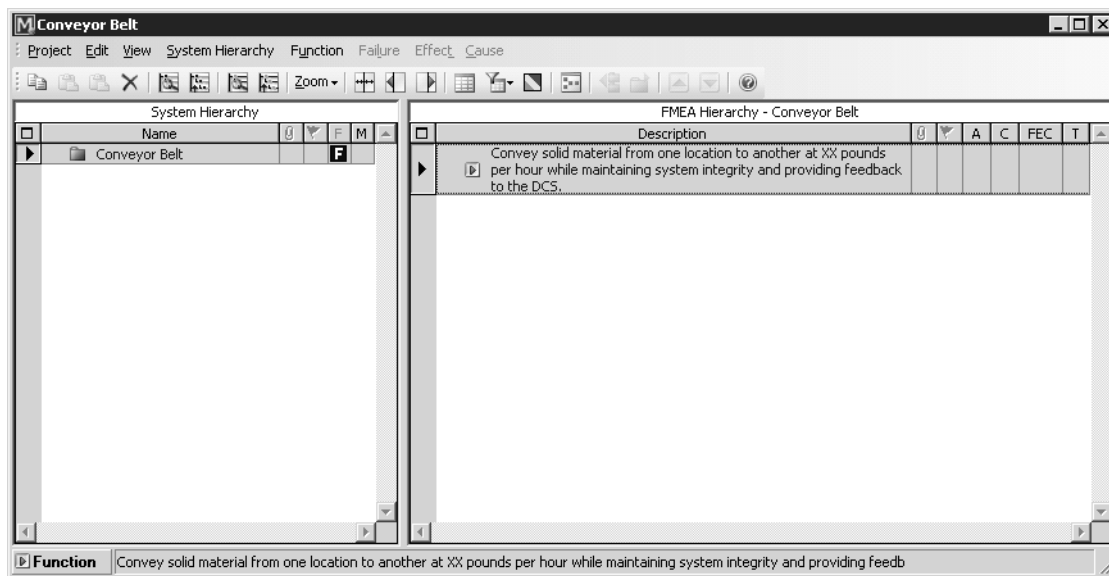 Conveyor Belt
Project Edit View System Hierarchy Function Failure Effect Cause
Zoom
System Hierarchy
Name F M
Conveyor Belt F
FMEA Hierarchy - Conveyor Belt
Description A C FEC T
Convey solid material from one location to another at XX pounds
per hour while maintaining system integrity and providing feedback
to the DCS.
Function Convey solid material from one location to another at XX pounds per hour while maintaining system integrity and providing feedb